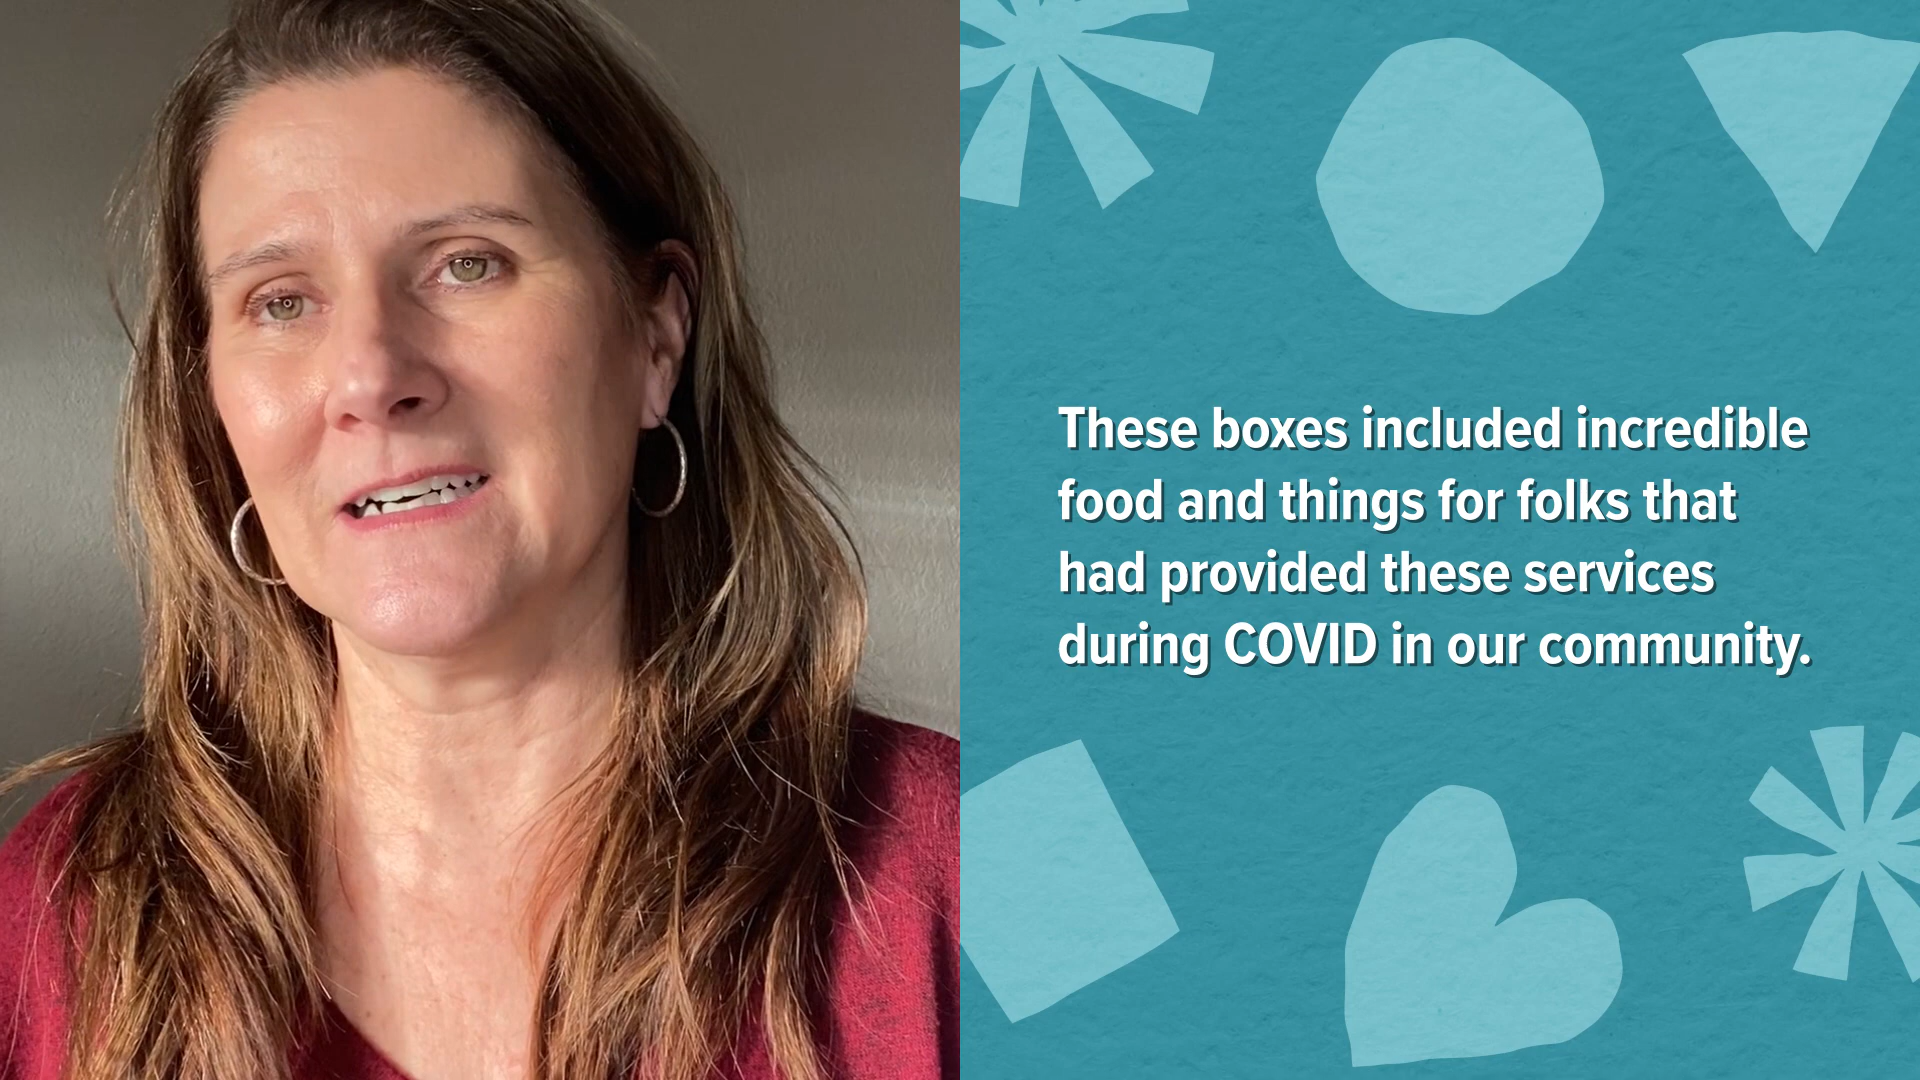 These boxes included incredible
food and things for folks that
had provided these services
during COVID in our community.